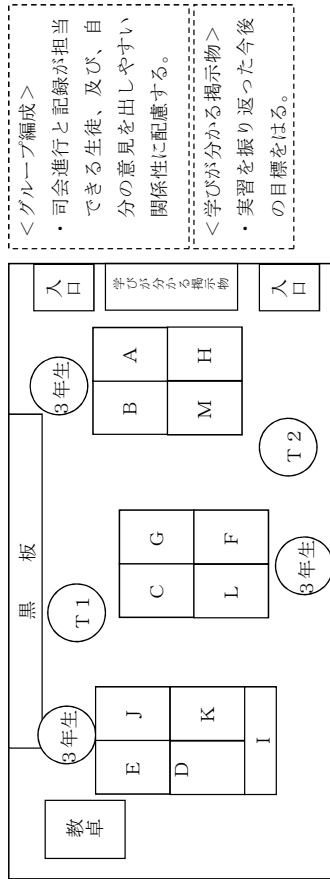 黒　板
教
卓
3年生
T1
3年生
入
口
学びが分かる掲示物
入
口
E
J
D
K
I
C
G
L
F
3年生
B
A
M
H
T2
＜グループ編成＞
・司会進行と記録が担当
できる生徒、及び、自
分の意見を出しやすい
関係性に配慮する。
＜学びが分かる掲示物＞
・実習を振り返った今後
の目標をはる。